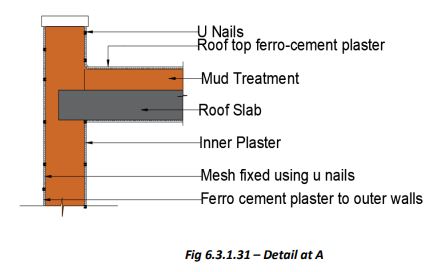 U Nails
Roof top ferro-cement plaster
Mud Treatment
Roof Slab
Inner Plaster
Mesh fixed using u nails
Ferro cement plaster to outer walls
Fig 6.3.1.31 – Detail at A